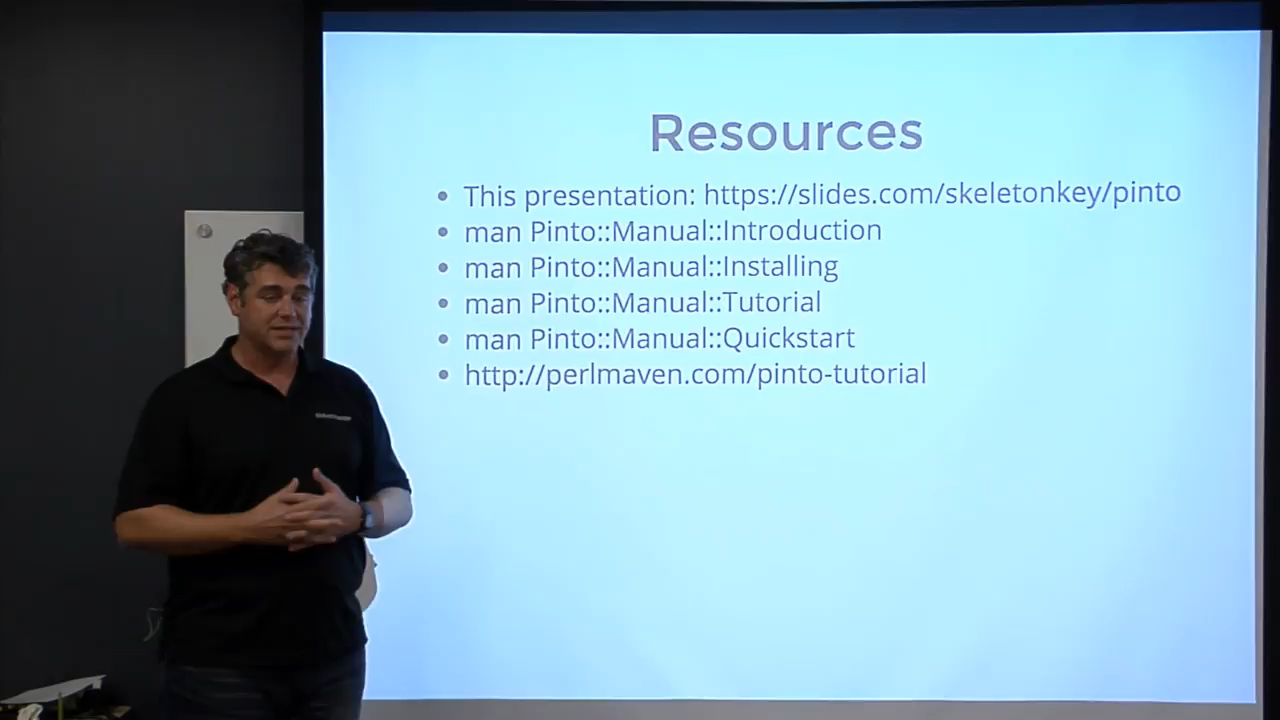 Resources
• This presentation: https://slides.com/skeletonkey/pinto
• man Pinto::Manual::Introduction
• man Pinto::Manual::Installing
• man Pinto::Manual::Tutorial
• man Pinto::Manual::Quickstart
• http://perlmaven.com/pinto-tutorial